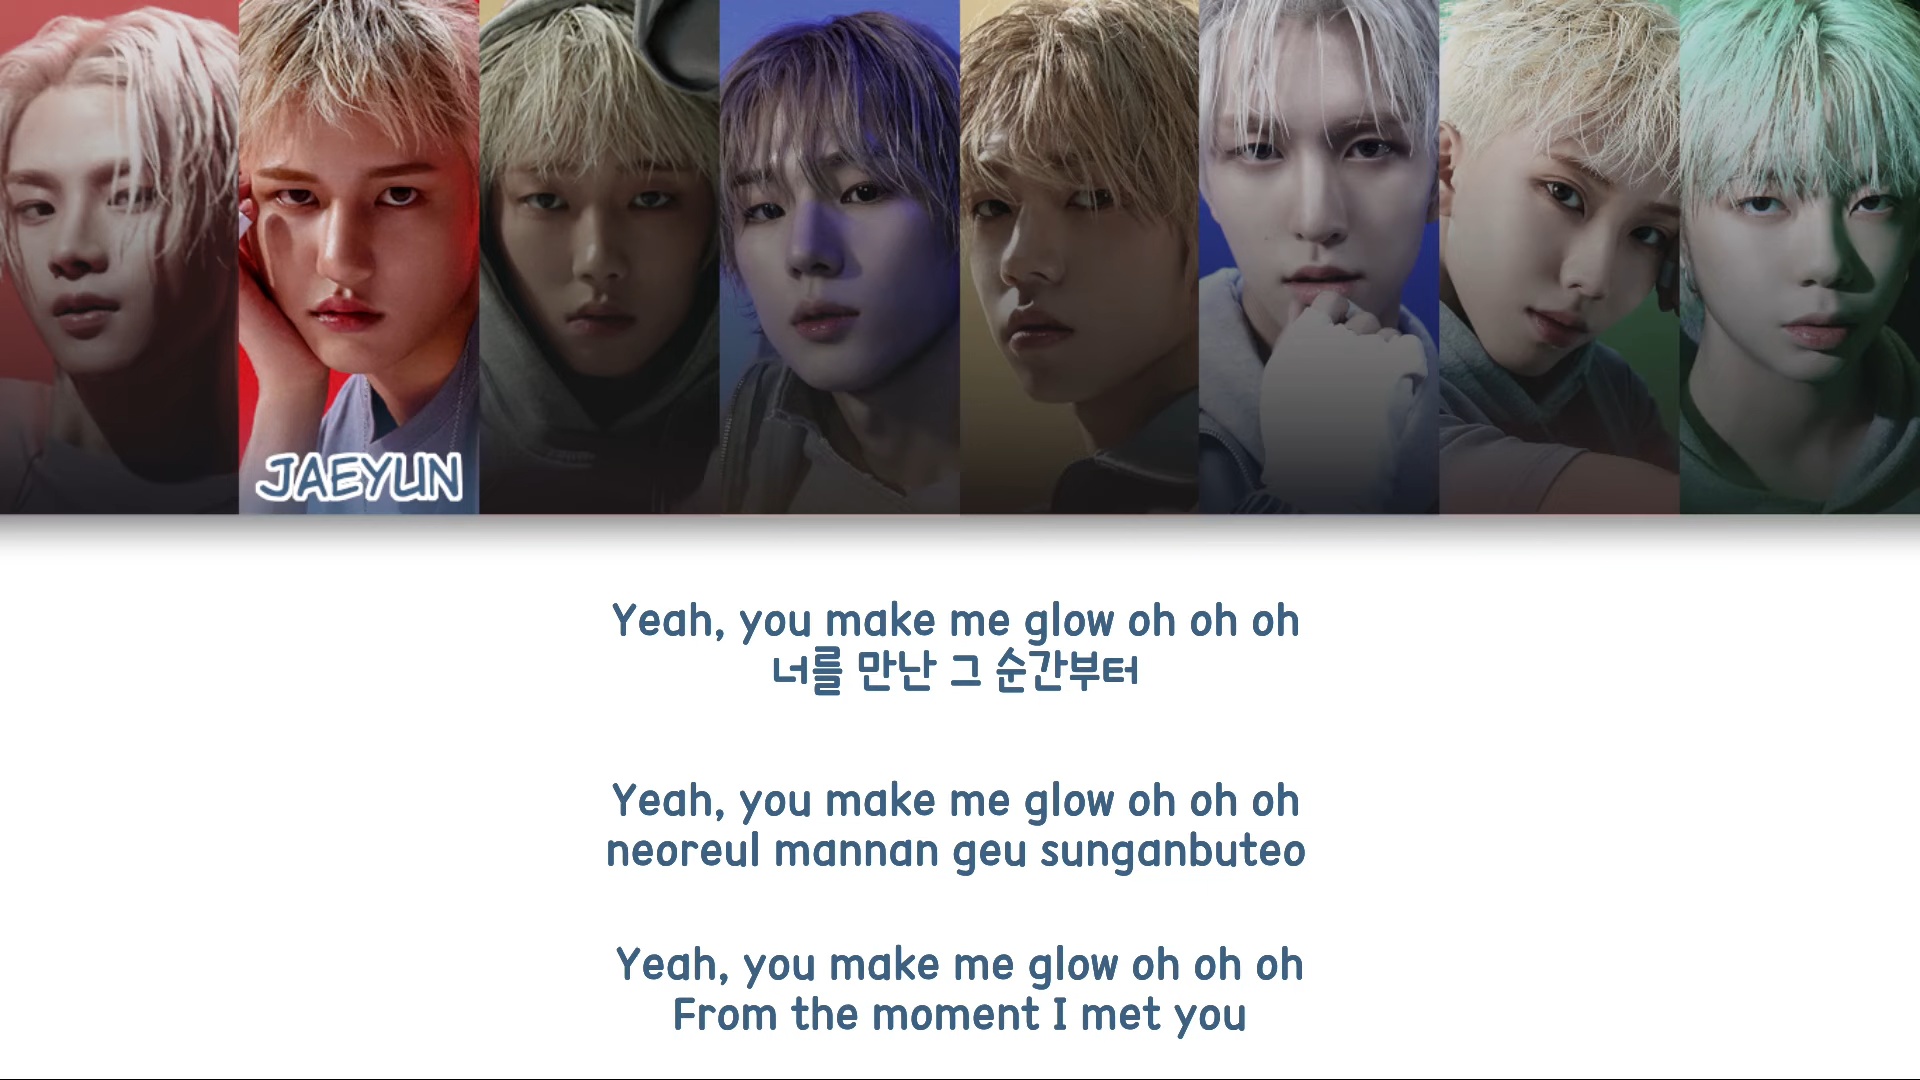 JAEYUN
Yeah, you make me glow oh oh oh
너를 만난 그 순간부터
Yeah, you make me glow oh oh oh
neoreul mannan geu sunganbuteo
Yeah, you make me glow oh oh oh
From the moment I met you